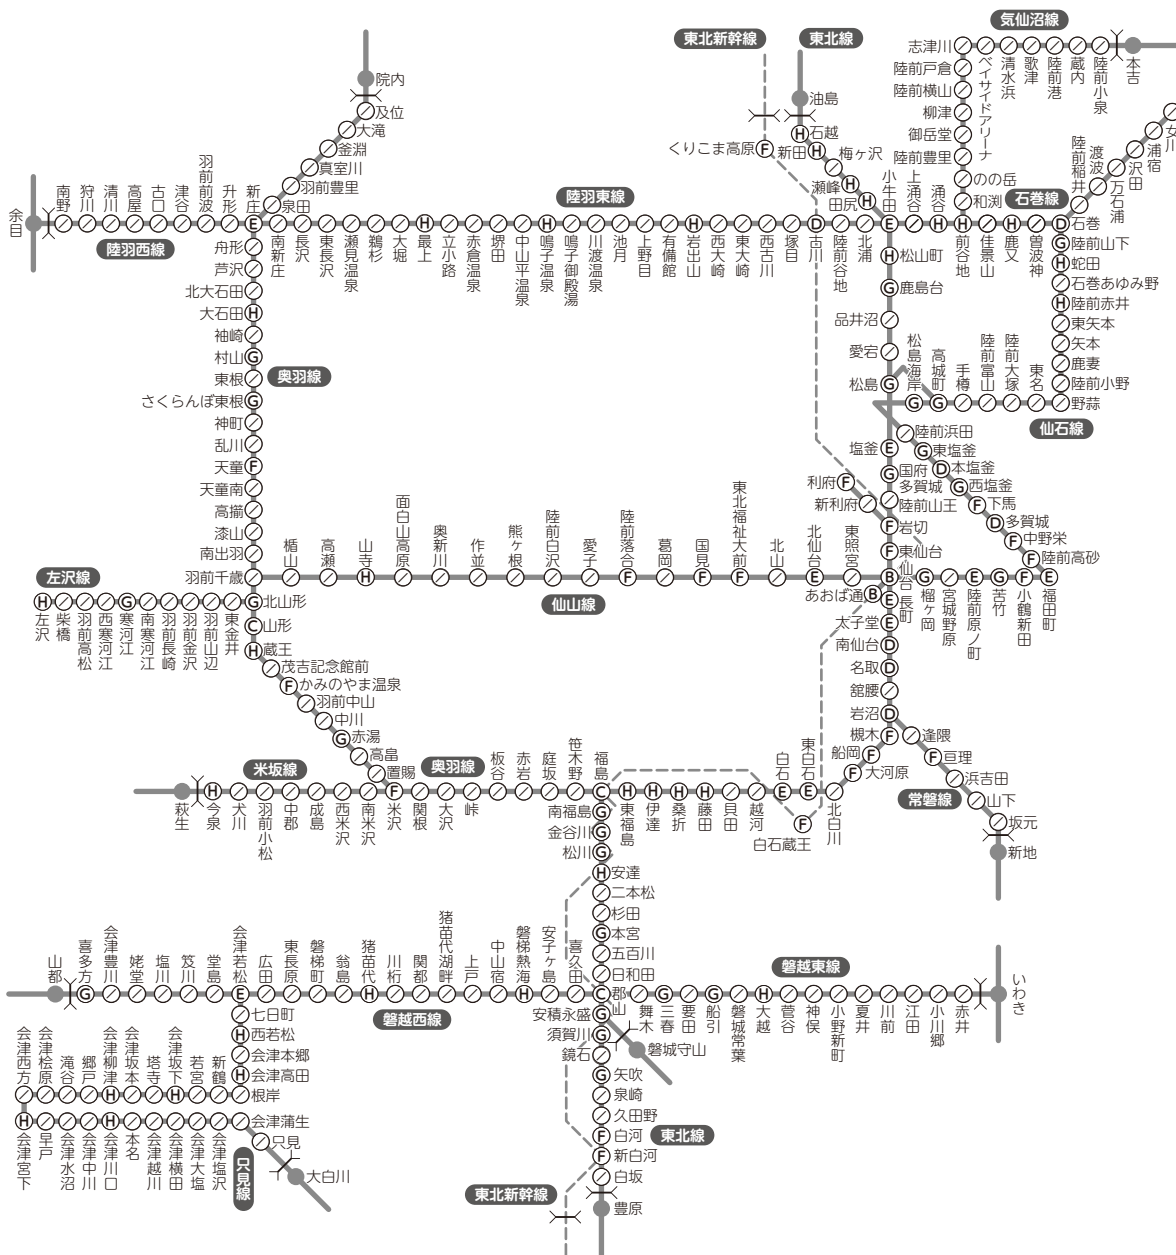 東北新幹線
東北線
気仙沼線
院内
及位
大滝
釜淵
真室川
羽前豊里
泉田
新庄
余目
南野
狩川
清川
高屋
古口
津谷
羽前前波
升形
陸羽西線
陸羽東線
南新庄
長沢
東長沢
瀬見温泉
鵜杉
大堀
最上
立小路
赤倉温泉
堺田
中山平温泉
鳴子温泉
鳴子御殿湯
川渡温泉
池月
上野目
有備館
岩出山
西大崎
東大崎
西古川
塚目
古川
陸前谷地
北浦
小牛田
くりこま高原
油島
石越
新田
梅ヶ沢
瀬峰
田尻
上涌谷
涌谷
前谷地
石巻線
佳景山
鹿又
曽波神
石巻
陸前稲井
渡波
万石浦
沢田
浦宿
女川
志津川
陸前戸倉
陸前横山
柳津
御岳堂
陸前豊里
のの岳
和渕
ベイサイドアリーナ
清水浜
歌津
陸前港
蔵内
陸前小泉
本吉
陸前山下
蛇田
石巻あゆみ野
陸前赤井
東矢本
矢本
鹿妻
陸前小野
野蒜
東名
陸前大塚
陸前富山
手樽
高城町
松島海岸
仙石線
松山町
鹿島台
品井沼
愛宕
松島
塩釜
国府多賀城
陸前山王
岩切
利府
新利府
東仙台
仙台
陸前浜田
東塩釜
本塩釜
西塩釜
下馬
多賀城
中野栄
陸前高砂
福田町
小鶴新田
苦竹
陸前原ノ町
宮城野原
榴ヶ岡
あおば通
舟形
芦沢
北大石田
大石田
袖崎
村山
東根
奥羽線
さくらんぼ東根
神町
乱川
天童
天童南
高擶
漆山
南出羽
羽前千歳
北山形
山形
蔵王
楯山
高瀬
山寺
面白山高原
奥新川
作並
熊ヶ根
陸前白沢
愛子
陸前落合
葛岡
国見
東北福祉大前
北山
北仙台
東照宮
仙山線
左沢線
左沢
柴橋
羽前高松
西寒河江
寒河江
南寒河江
羽前長崎
羽前金沢
羽前山辺
東金井
茂吉記念館前
かみのやま温泉
羽前中山
中川
赤湯
高畠
置賜
米沢
米坂線
萩生
今泉
犬川
羽前小松
中郡
成島
西米沢
南米沢
奥羽線
関根
大沢
峠
板谷
赤岩
庭坂
笹木野
福島
長町
太子堂
南仙台
名取
舘腰
岩沼
槻木
船岡
大河原
北白川
東白石
白石
白石蔵王
越河
貝田
藤田
桑折
伊達
東福島
常磐線
逢隈
亘理
浜吉田
山下
坂元
新地
南福島
金谷川
松川
安達
二本松
杉田
本宮
五百川
日和田
郡山
磐越東線
舞木
三春
要田
船引
磐城常葉
大越
菅谷
神俣
小野新町
夏井
川前
江田
小川郷
赤井
いわき
山都
喜多方
会津豊川
姥堂
塩川
笈川
堂島
会津若松
広田
東長原
磐梯町
翁島
猪苗代
川桁
関都
猪苗代湖畔
上戸
中山宿
磐梯熱海
安子ヶ島
喜久田
磐越西線
七日町
西若松
会津本郷
会津高田
根岸
新鶴
若宮
会津坂下
塔寺
会津坂本
会津柳津
郷戸
滝谷
会津桧原
会津西方
会津宮下
早戸
会津水沼
会津中川
会津川口
本名
会津越川
会津横田
会津大塩
会津塩沢
会津蒲生
只見
大白川
只見線
安積永盛
須賀川
鏡石
磐城守山
矢吹
泉崎
久田野
白河
新白河
白坂
豊原
東北線
東北新幹線